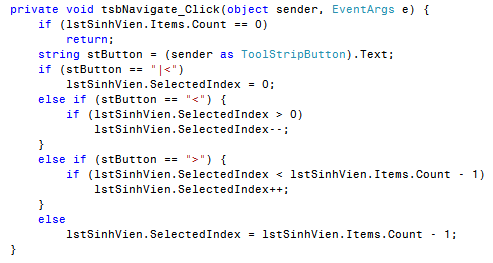 private void tsbNavigate_Click(object sender, EventArgs e) {
    if (lstSinhVien.Items.Count == 0)
        return;
    string stButton = (sender as ToolStripButton).Text;
    if (stButton == "|<")
        lstSinhVien.SelectedIndex = 0;
    else if (stButton == "<") {
        if (lstSinhVien.SelectedIndex > 0)
            lstSinhVien.SelectedIndex--;
    }
    else if (stButton == ">") {
        if (lstSinhVien.SelectedIndex < lstSinhVien.Items.Count - 1)
            lstSinhVien.SelectedIndex++;
    }
    else
        lstSinhVien.SelectedIndex = lstSinhVien.Items.Count - 1;
}